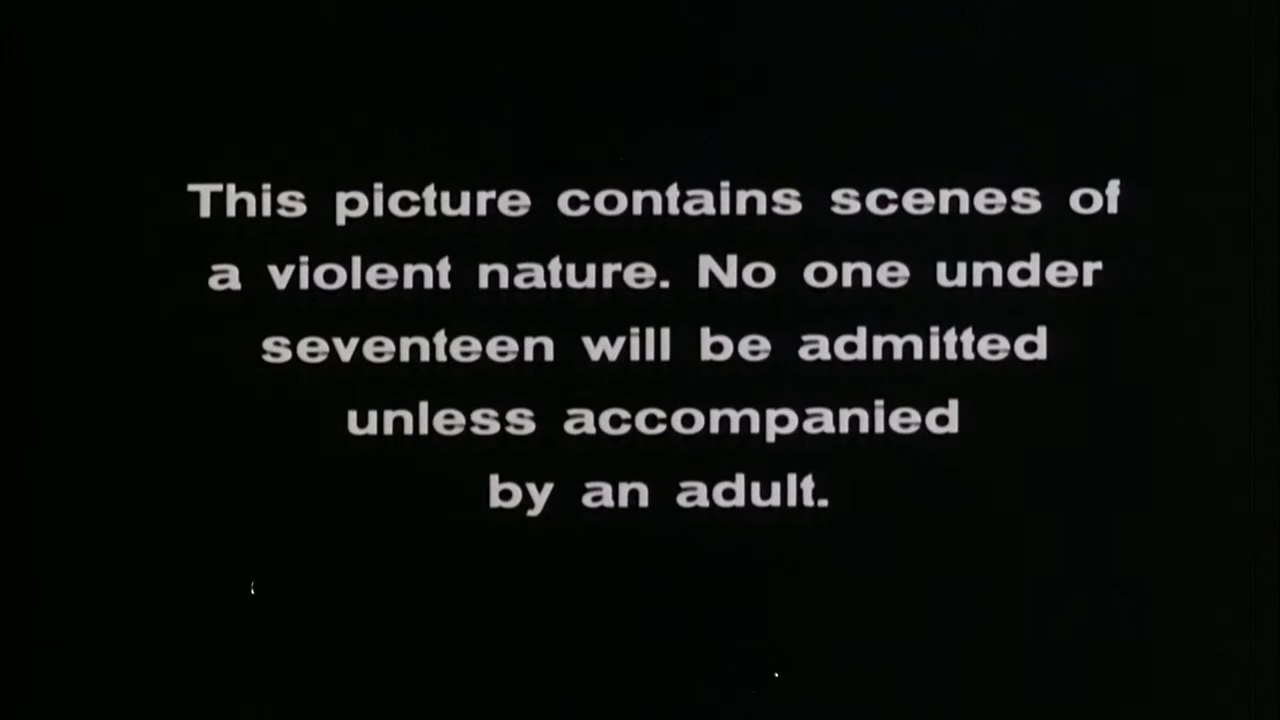 This picture contains scenes of
a violent nature. No one under
seventeen will be admitted
unless accompanied
by an adult.